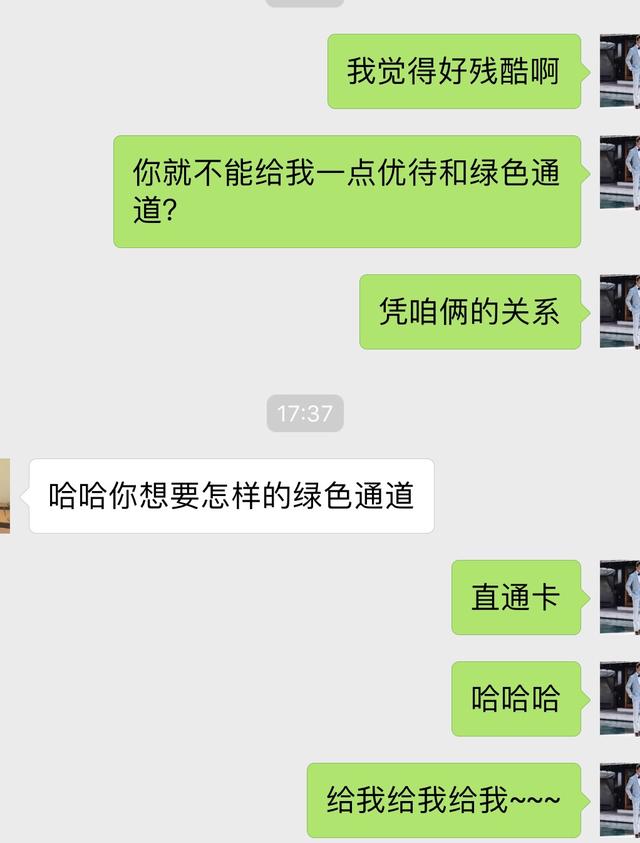 我觉得好残酷啊
你就不能给我一点优待和绿色通
道?
凭咱俩的关系
17:37
哈哈你想要怎样的绿色通道
直通卡
哈哈哈
给我给我给我~~~